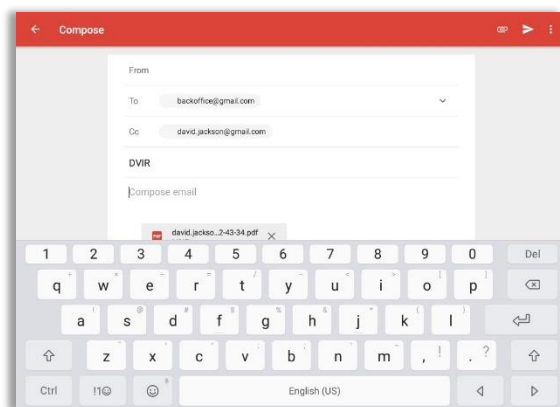 Compose
From
To backoffice@gmail.com
Cc david.jackson@gmail.com
DVIR
Compose email
PDF david.jackso...2-43-34.pdf
1 2 3 4 5 6 7 8 9 0 Del
q w e r t y u i o p
a s d f g h j k l
z x c v b n m , ! . ?
Ctrl !1☺ English (US)